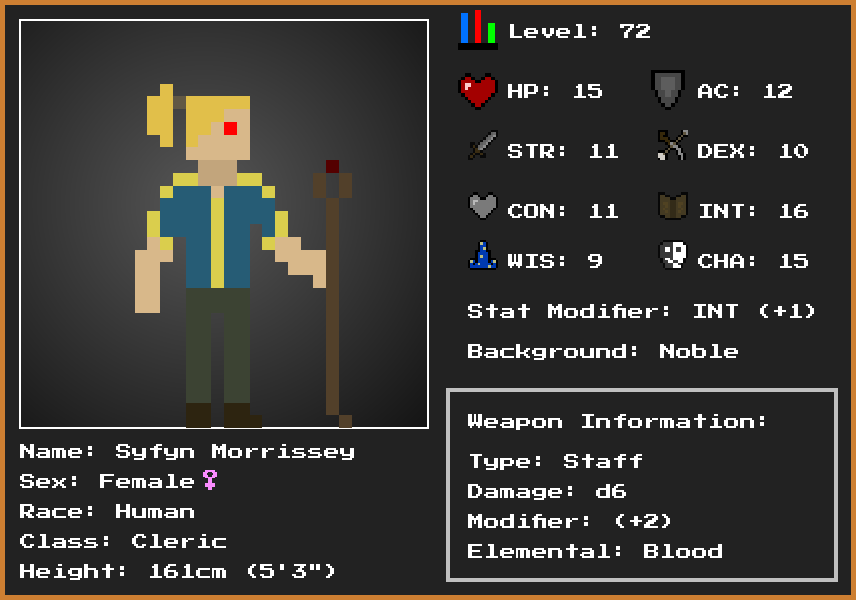 Level: 72
HP: 15 AC: 12
STR: 11 DEX: 10
CON: 11 INT: 16
WIS: 9 CHA: 15
Stat Modifier: INT (+1)
Background: Noble
Weapon Information:
Type: Staff
Damage: d6
Modifier: (+2)
Elemental: Blood
Name: Syfyn Morrissey
Sex: Female♀
Race: Human
Class: Cleric
Height: 161cm (5'3")